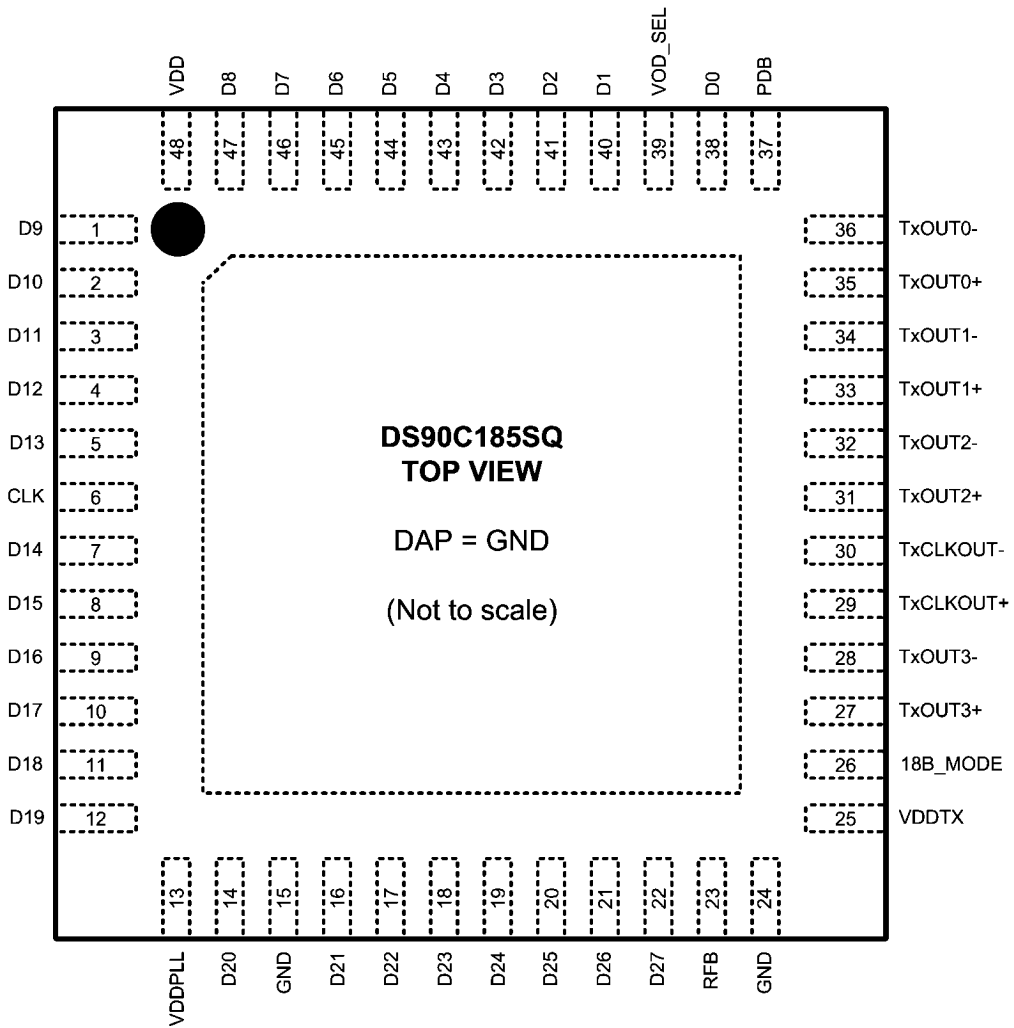 VDD
D8
D7
D6
D5
D4
D3
D2
D1
VOD_SEL
D0
PDB
48
47
46
45
44
43
42
41
40
39
38
37
D9 1
D10 2
D11 3
D12 4
D13 5
CLK 6
D14 7
D15 8
D16 9
D17 10
D18 11
D19 12
DS90C185SQ
TOP VIEW
DAP = GND
(Not to scale)
36 TxOUT0-
35 TxOUT0+
34 TxOUT1-
33 TxOUT1+
32 TxOUT2-
31 TxOUT2+
30 TxCLKOUT-
29 TxCLKOUT+
28 TxOUT3-
27 TxOUT3+
26 18B_MODE
25 VDDTX
13
14
15
16
17
18
19
20
21
22
23
24
VDDPLL
D20
GND
D21
D22
D23
D24
D25
D26
D27
RFB
GND